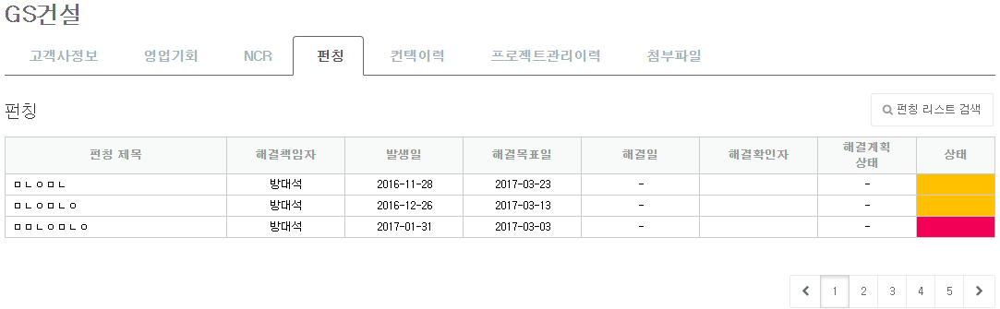 GS건설
고객사정보 영업기회 NCR 펀칭 컨택이력 프로젝트관리이력 첨부파일
펀칭
펀칭 리스트 검색
펀칭 제목 해결책임자 발생일 해결목표일 해결일 해결확인자 해결계획 상태 상태
ㅁㄴㅇㅁㄴ 방대석 2016-11-28 2017-03-23 - -
ㅁㄴㅇㅁㄴㅇ 방대석 2016-12-26 2017-03-13 - -
ㅁㅁㄴㅇㅁㄴㅇ 방대석 2017-01-31 2017-03-03 - -
1 2 3 4 5